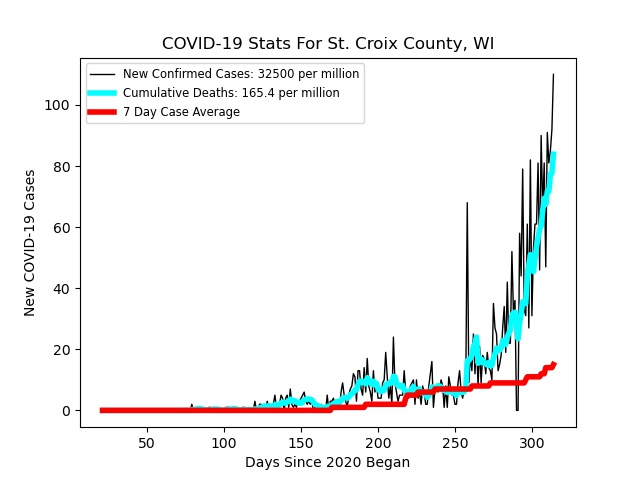 COVID-19 Stats For St. Croix County, WI
New Confirmed Cases: 32500 per million
Cumulative Deaths: 165.4 per million
7 Day Case Average
New COVID-19 Cases
100
80
60
40
20
0
50 100 150 200 250 300
Days Since 2020 Began